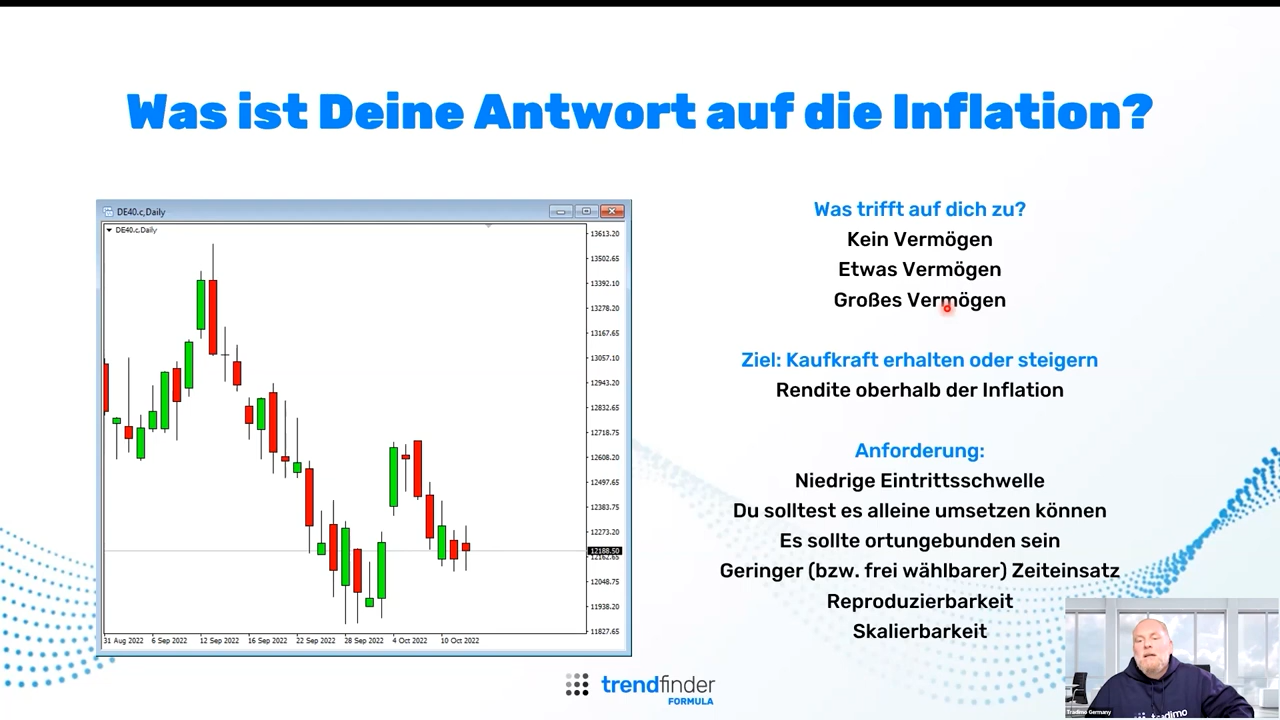 Was ist Deine Antwort auf die Inflation?
DE40.c,Daily
DE40.c,Daily
13613.20
13502.65
13392.10
13278.20
13167.65
13057.10
12943.20
12832.65
12718.75
12608.20
12497.65
12383.75
12273.20
12188.50
12162.65
12048.75
11938.20
11827.65
31 Aug 2022 6 Sep 2022 12 Sep 2022 16 Sep 2022 22 Sep 2022 28 Sep 2022 4 Oct 2022 10 Oct 2022
Was trifft auf dich zu?
Kein Vermögen
Etwas Vermögen
Großes Vermögen
Ziel: Kaufkraft erhalten oder steigern
Rendite oberhalb der Inflation
Anforderung:
Niedrige Eintrittsschwelle
Du solltest es alleine umsetzen können
Es sollte ortungebunden sein
Geringer (bzw. frei wählbarer) Zeiteinsatz
Reproduzierbarkeit
Skalierbarkeit
trendfinder
FORMULA
Tradimo Germany
tradimo